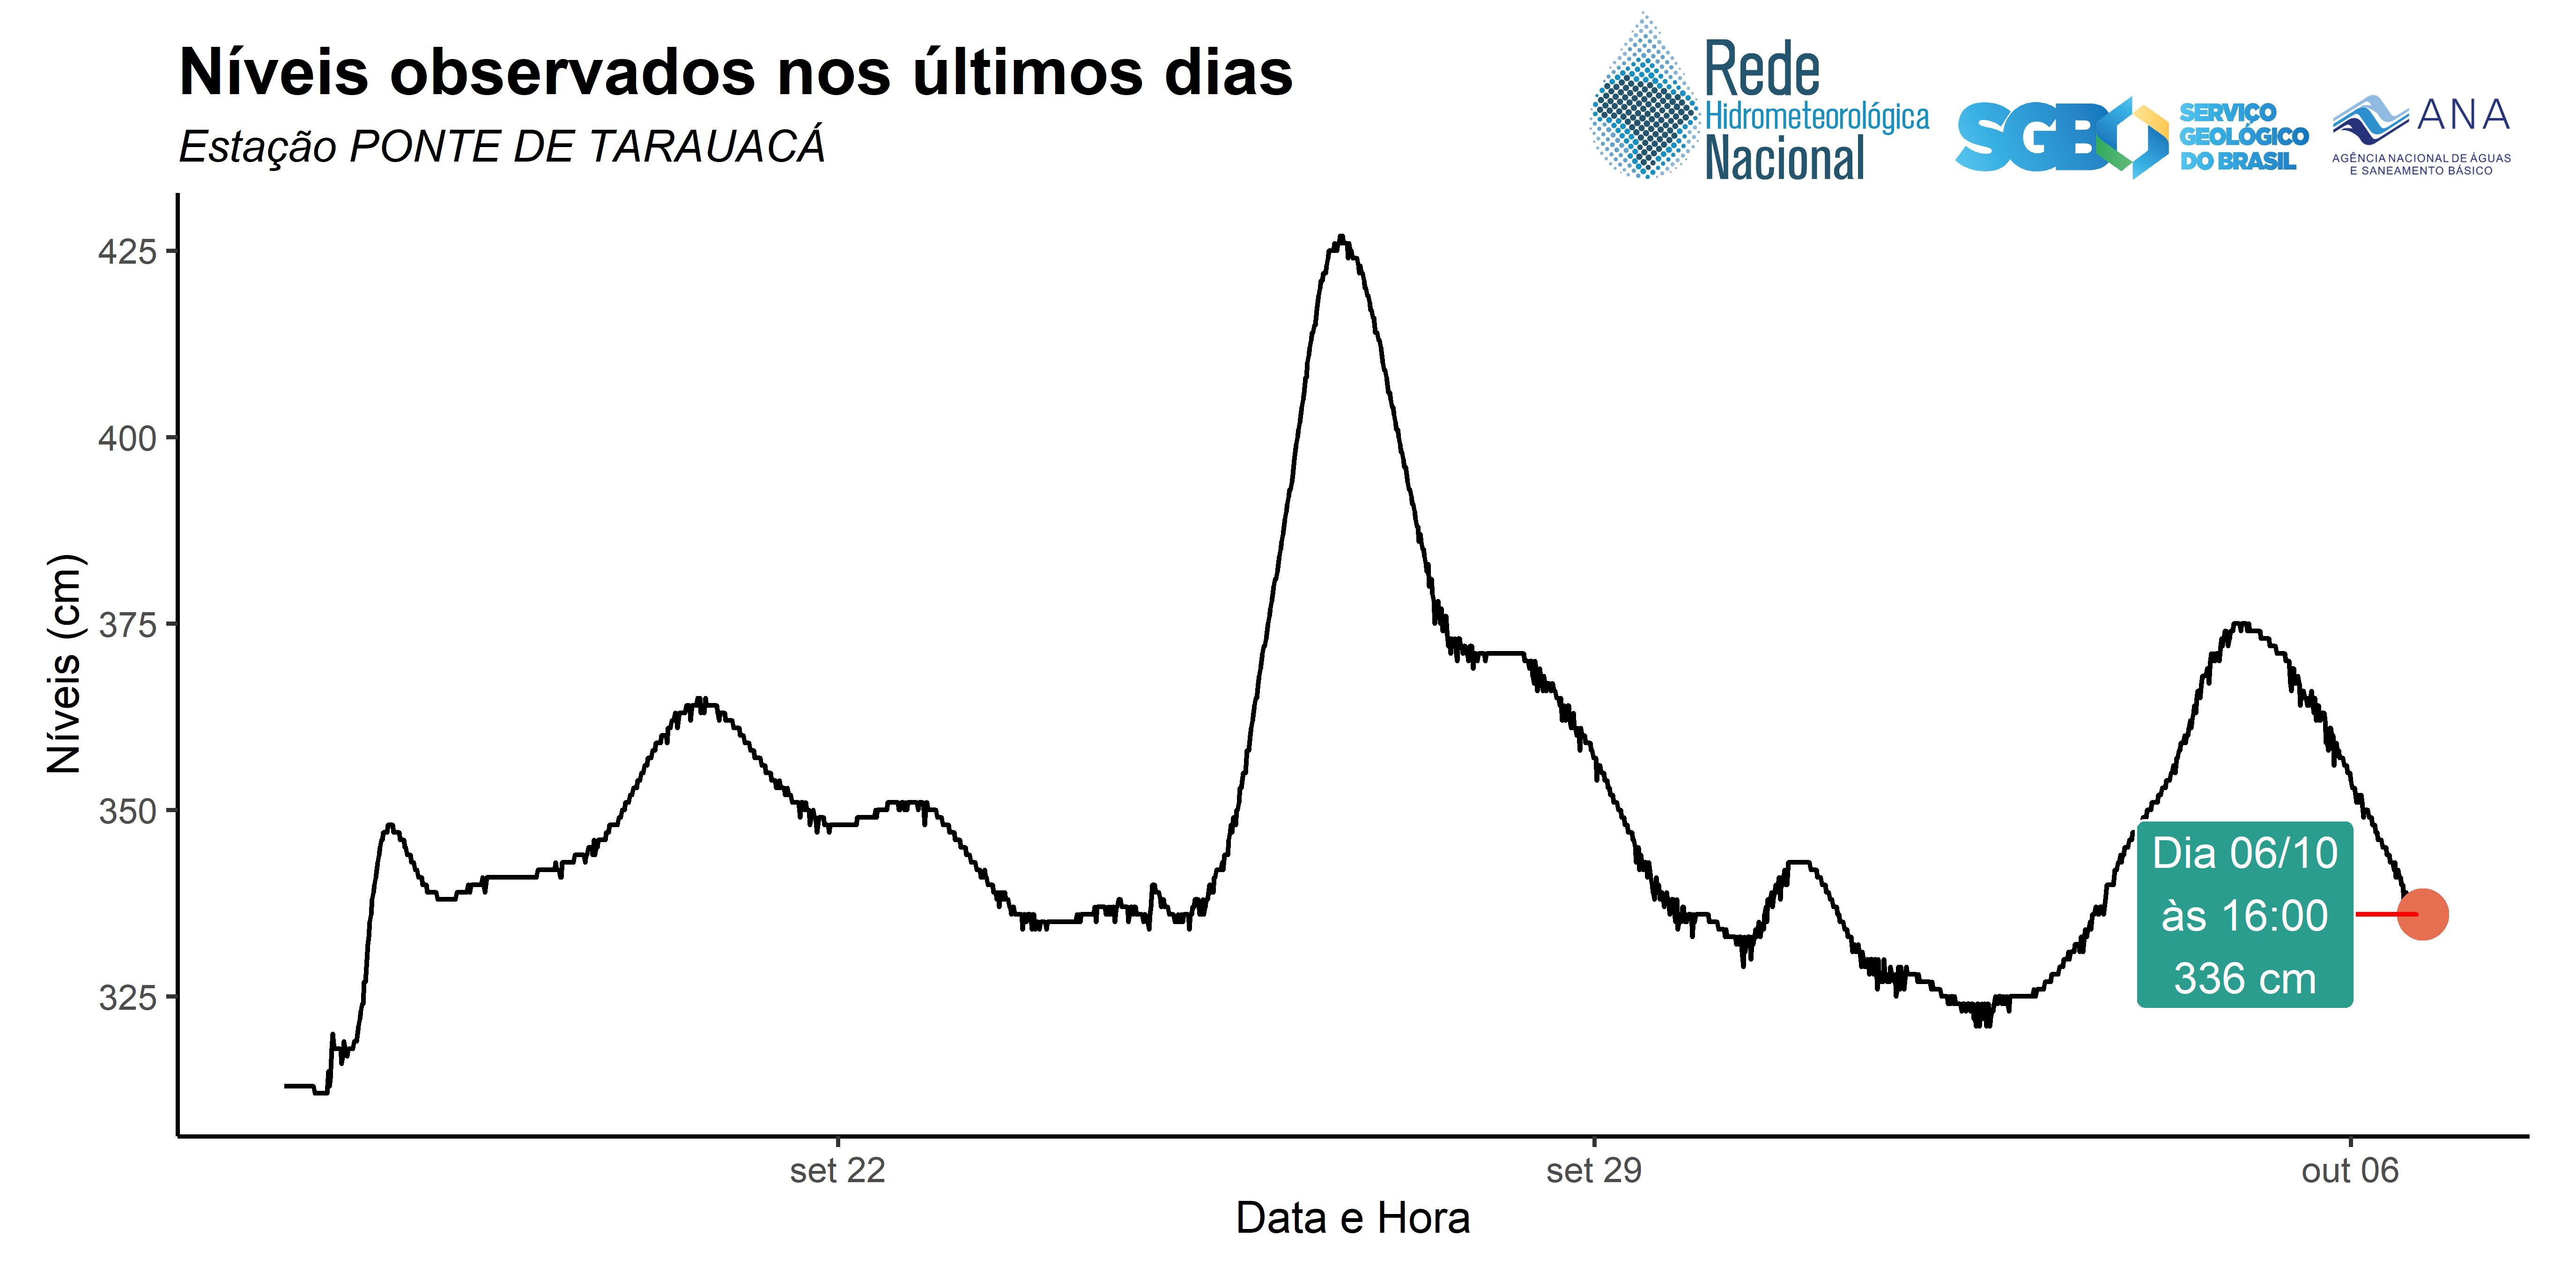 Níveis observados nos últimos dias
Estação PONTE DE TARAUACÁ
Rede
Hidrometeorológica
Nacional
SGB
SERVIÇO
GEOLÓGICO
DO BRASIL
ANA
AGÊNCIA NACIONAL DE ÁGUAS
E SANEAMENTO BÁSICO
Níveis (cm)
425
400
375
350
325
Dia 06/10
às 16:00
336 cm
set 22
set 29
out 06
Data e Hora